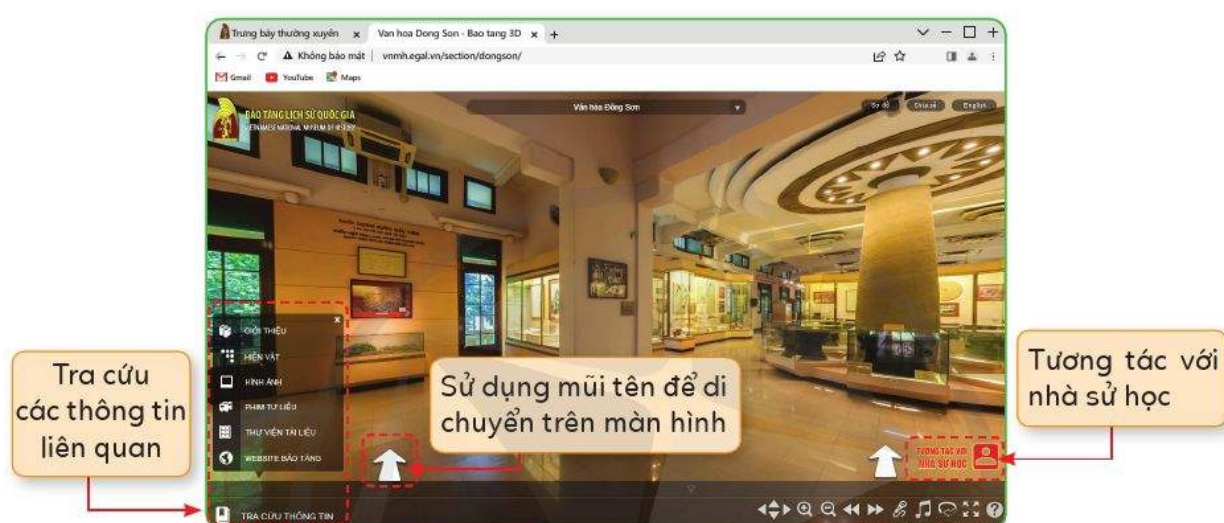 Trưng bày thường xuyên x Van hoa Dong Son - Bao tang 3D x +
Không bảo mật | vnmh.egal.vn/section/dongson/
Gmail YouTube Maps
BẢO TÀNG LỊCH SỬ QUỐC GIA
VIETNAMESE NATIONAL MUSEUM OF HISTORY
Văn hóa Đông Sơn
Sơ đồ
Chia sẻ
English
GIỚI THIỆU
HIỆN VẬT
HÌNH ẢNH
PHIM TƯ LIỆU
THƯ VIỆN TÀI LIỆU
WEBSITE BẢO TÀNG
TRA CỨU THÔNG TIN
Tra cứu
các thông tin
liên quan
Sử dụng mũi tên để di
chuyển trên màn hình
TƯƠNG TÁC VỚI
NHÀ SỬ HỌC
Tương tác với
nhà sử học